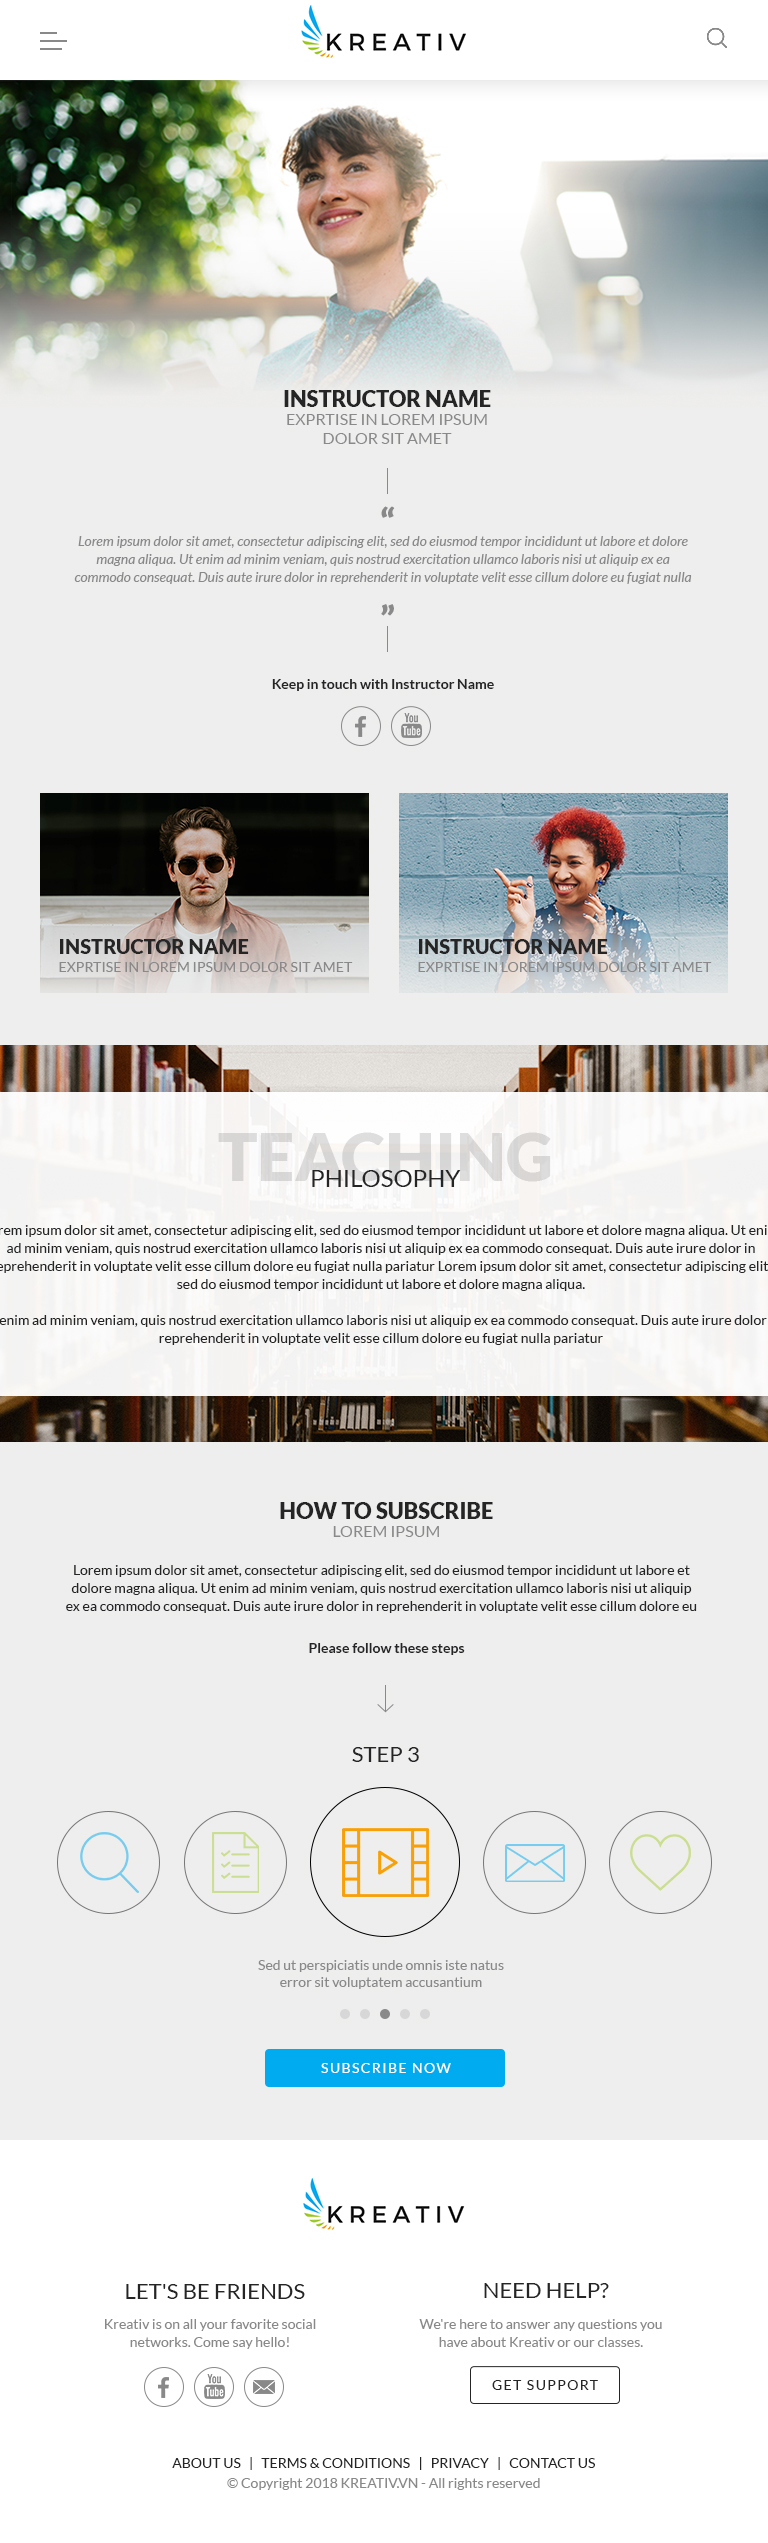 KREATIV
INSTRUCTOR NAME
EXPRTISE IN LOREM IPSUM
DOLOR SIT AMET
“
Lorem ipsum dolor sit amet, consectetur adipiscing elit, sed do eiusmod tempor incididunt ut labore et dolore
magna aliqua. Ut enim ad minim veniam, quis nostrud exercitation ullamco laboris nisi ut aliquip ex ea
commodo consequat. Duis aute irure dolor in reprehenderit in voluptate velit esse cillum dolore eu fugiat nulla
”
Keep in touch with Instructor Name
f You Tube
INSTRUCTOR NAME
EXPRTISE IN LOREM IPSUM DOLOR SIT AMET
INSTRUCTOR NAME
EXPRTISE IN LOREM IPSUM DOLOR SIT AMET
TEACHING
PHILOSOPHY
rem ipsum dolor sit amet, consectetur adipiscing elit, sed do eiusmod tempor incididunt ut labore et dolore magna aliqua. Ut eni
ad minim veniam, quis nostrud exercitation ullamco laboris nisi ut aliquip ex ea commodo consequat. Duis aute irure dolor in
eprehenderit in voluptate velit esse cillum dolore eu fugiat nulla pariatur Lorem ipsum dolor sit amet, consectetur adipiscing elit
sed do eiusmod tempor incididunt ut labore et dolore magna aliqua.
enim ad minim veniam, quis nostrud exercitation ullamco laboris nisi ut aliquip ex ea commodo consequat. Duis aute irure dolor
reprehenderit in voluptate velit esse cillum dolore eu fugiat nulla pariatur
HOW TO SUBSCRIBE
LOREM IPSUM
Lorem ipsum dolor sit amet, consectetur adipiscing elit, sed do eiusmod tempor incididunt ut labore et
dolore magna aliqua. Ut enim ad minim veniam, quis nostrud exercitation ullamco laboris nisi ut aliquip
ex ea commodo consequat. Duis aute irure dolor in reprehenderit in voluptate velit esse cillum dolore eu
Please follow these steps
STEP 3
Sed ut perspiciatis unde omnis iste natus
error sit voluptatem accusantium
SUBSCRIBE NOW
KREATIV
LET'S BE FRIENDS
Kreativ is on all your favorite social
networks. Come say hello!
f You Tube
NEED HELP?
We're here to answer any questions you
have about Kreativ or our classes.
GET SUPPORT
ABOUT US | TERMS & CONDITIONS | PRIVACY | CONTACT US
© Copyright 2018 KREATIV.VN - All rights reserved